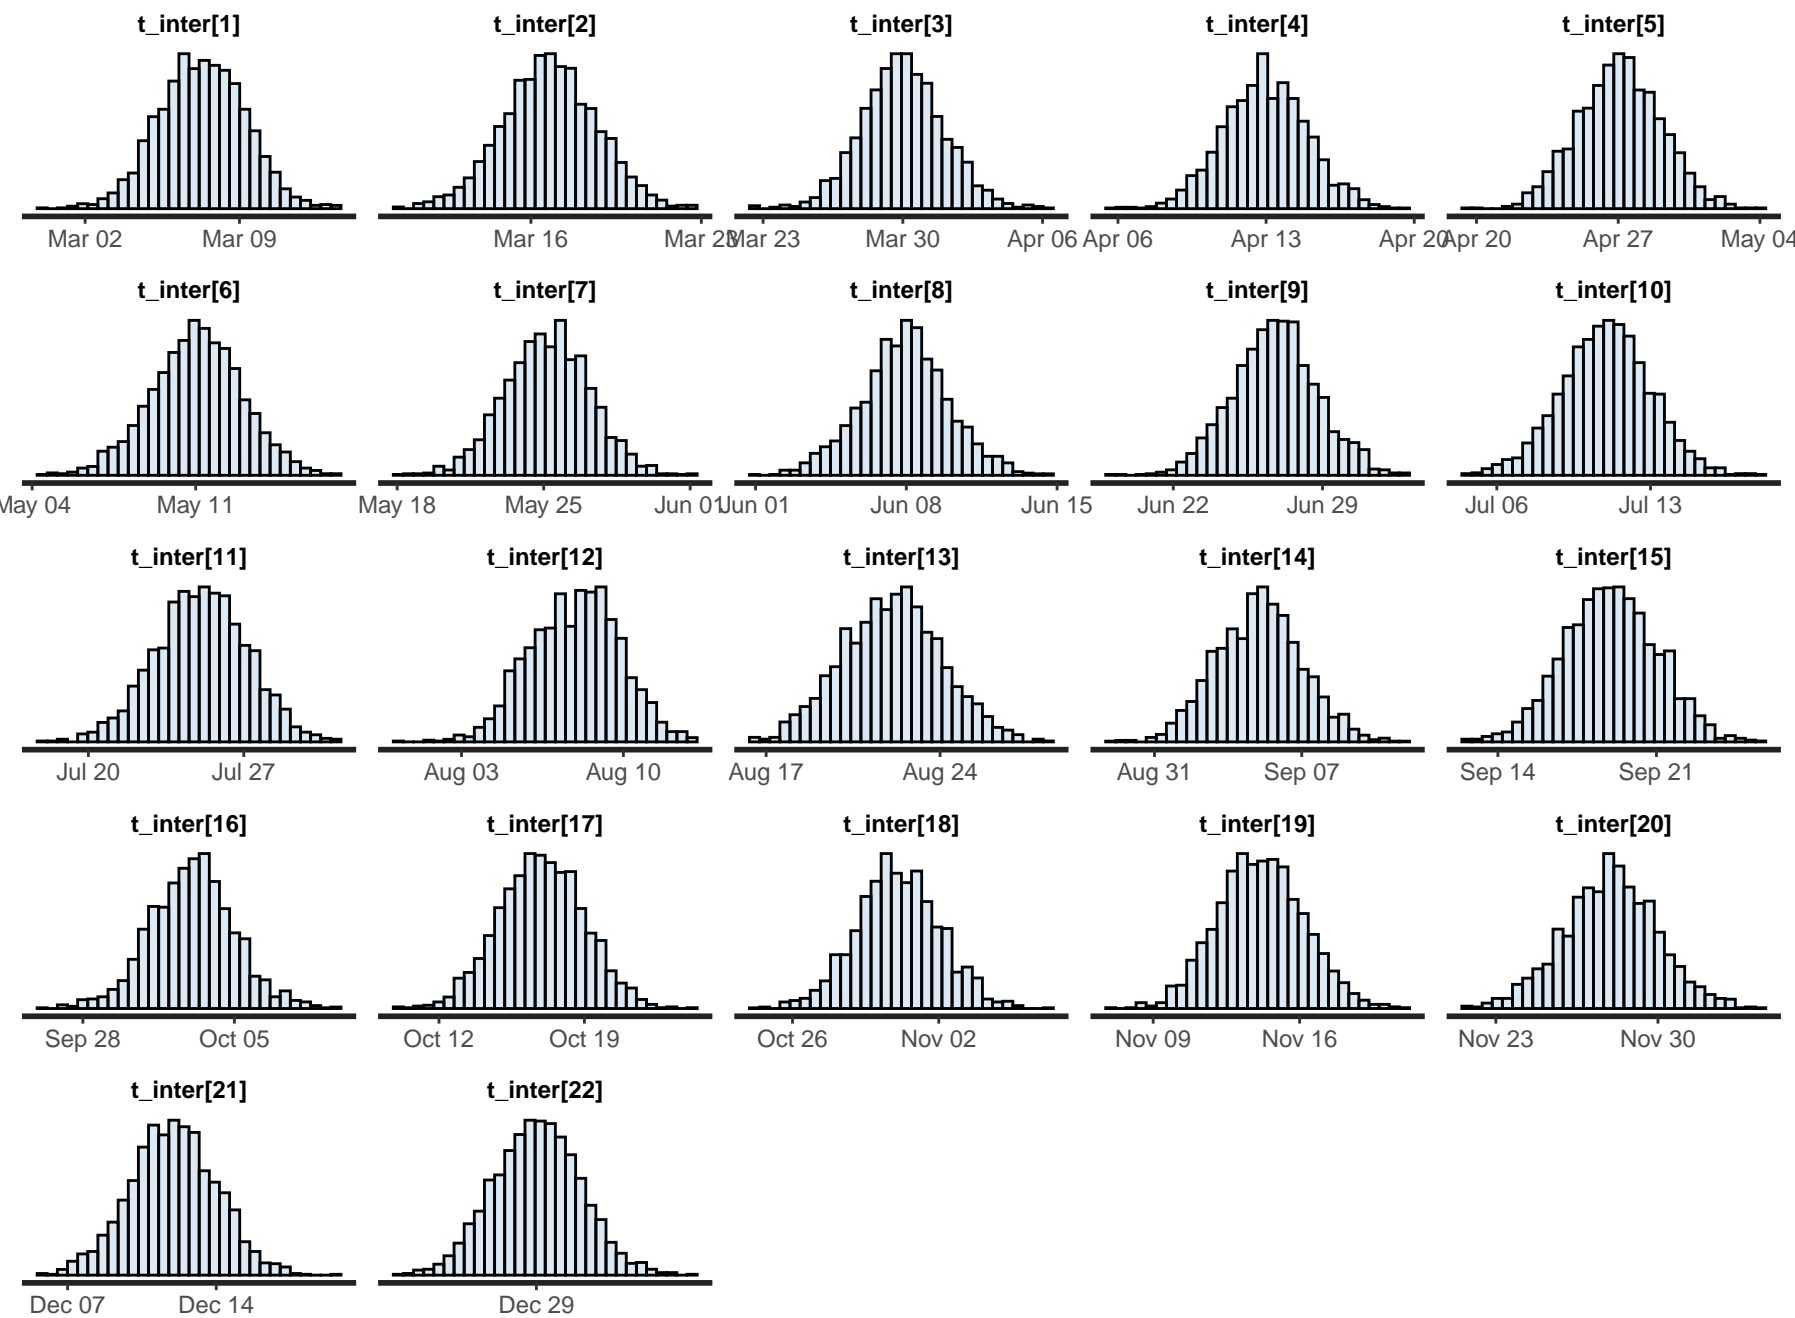 t_inter[1] t_inter[2] t_inter[3] t_inter[4] t_inter[5]
Mar 02 Mar 09 Mar 16 Mar 23 Mar 23 Mar 30 Apr 06 Apr 06 Apr 13 Apr 20 Apr 20 Apr 27 May 04
t_inter[6] t_inter[7] t_inter[8] t_inter[9] t_inter[10]
May 04 May 11 May 18 May 25 Jun 01 Jun 01 Jun 08 Jun 15 Jun 22 Jun 29 Jul 06 Jul 13
t_inter[11] t_inter[12] t_inter[13] t_inter[14] t_inter[15]
Jul 20 Jul 27 Aug 03 Aug 10 Aug 17 Aug 24 Aug 31 Sep 07 Sep 14 Sep 21
t_inter[16] t_inter[17] t_inter[18] t_inter[19] t_inter[20]
Sep 28 Oct 05 Oct 12 Oct 19 Oct 26 Nov 02 Nov 09 Nov 16 Nov 23 Nov 30
t_inter[21] t_inter[22]
Dec 07 Dec 14 Dec 29